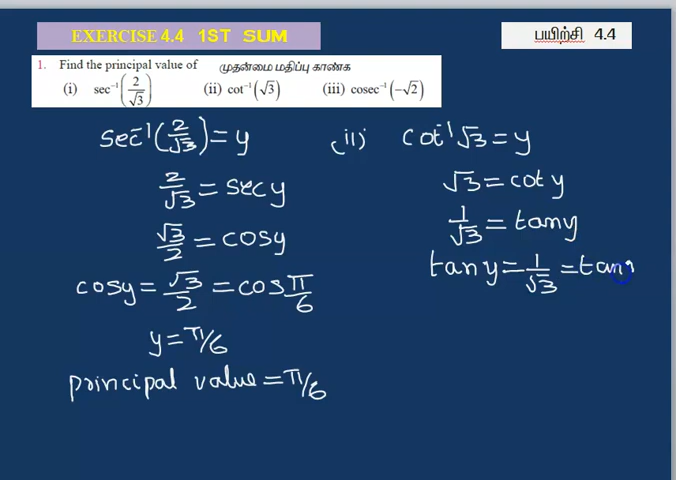 EXERCISE 4.4 1ST SUM
பயிற்சி 4.4
1. Find the principal value of முதன்மை மதிப்பு காண்க
(i) sec⁻¹(2/√3) (ii) cot⁻¹(√3) (iii) cosec⁻¹(−√2)
sec⁻¹(2/√3) = y
2/√3 = sec y
√3/2 = cos y
cos y = √3/2 = cos π/6
y = π/6
principal value = π/6
(ii) cot⁻¹ √3 = y
√3 = cot y
1/√3 = tan y
tan y = 1/√3 = tan